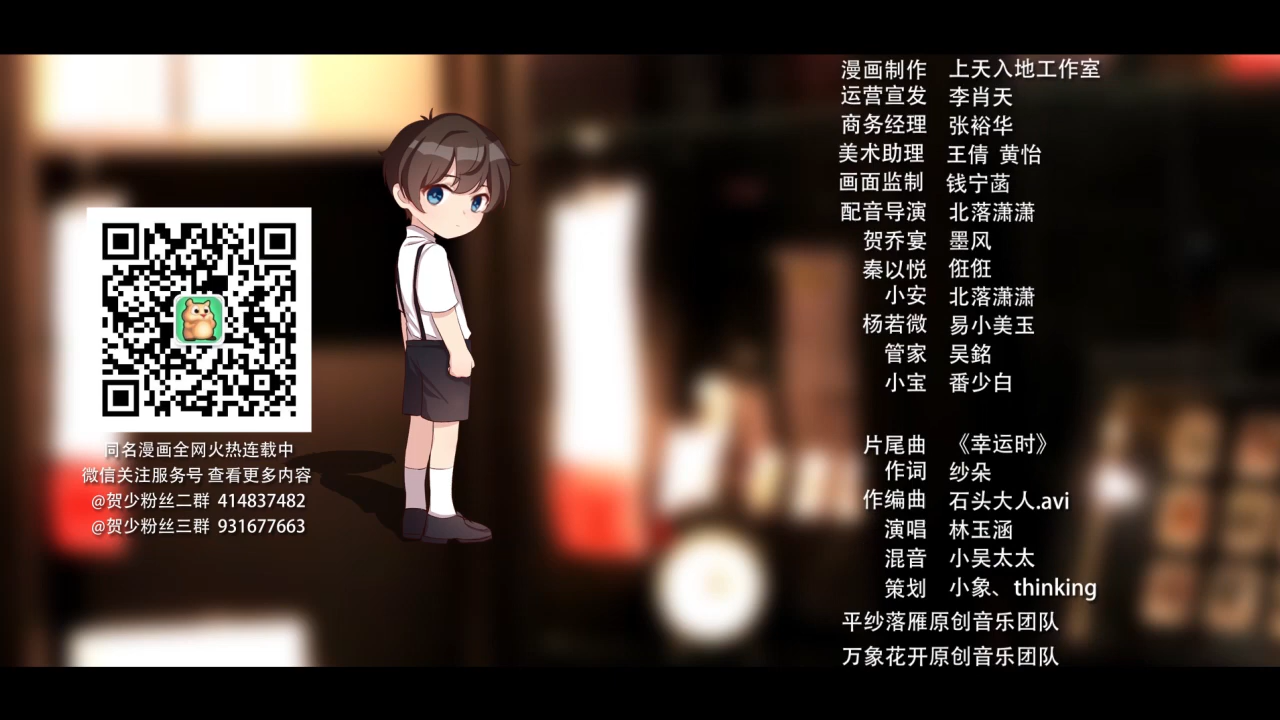 漫画制作 上天入地工作室
运营宣发 李肖天
商务经理 张裕华
美术助理 王倩 黄怡
画面监制 钱宁菡
配音导演 北落潇潇
贺乔宴 墨风
秦以悦 俇俇
小安 北落潇潇
杨若微 易小美玉
管家 吴銘
小宝 番少白
片尾曲 《幸运时》
作词 纱朵
作编曲 石头大人.avi
演唱 林玉涵
混音 小吴太太
策划 小象、thinking
平纱落雁原创音乐团队
万象花开原创音乐团队
同名漫画全网火热连载中
微信关注服务号 查看更多内容
@贺少粉丝二群 414837482
@贺少粉丝三群 931677663